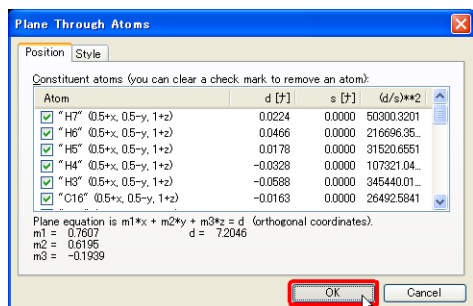 Plane Through Atoms
Position Style
Constituent atoms (you can clear a check mark to remove an atom):
Atom d [ｻ] s [ｻ] (d/s)**2
"H7" (0.5+x, 0.5-y, 1+z) 0.0224 0.0000 50300.3201
"H6" (0.5+x, 0.5-y, 1+z) 0.0466 0.0000 216696.35...
"H5" (0.5+x, 0.5-y, 1+z) 0.0178 0.0000 31520.6551
"H4" (0.5+x, 0.5-y, 1+z) -0.0328 0.0000 107321.04...
"H3" (0.5+x, 0.5-y, 1+z) -0.0588 0.0000 345440.01...
"C16" (0.5+x, 0.5-y, 1+z) -0.0163 0.0000 26492.5841
Plane equation is m1*x + m2*y + m3*z = d (orthogonal coordinates).
m1 = 0.7607 d = 7.2046
m2 = 0.6195
m3 = -0.1939
OK Cancel